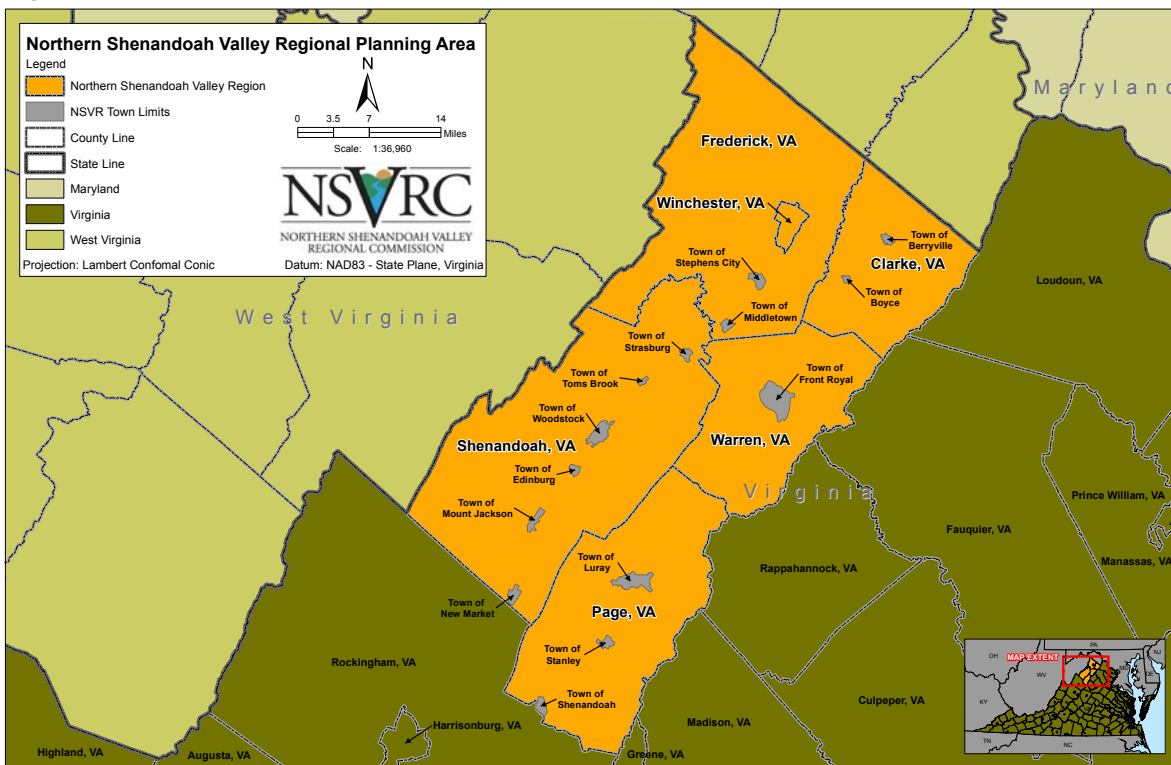 Northern Shenandoah Valley Regional Planning Area
Legend
Northern Shenandoah Valley Region
NSVR Town Limits
County Line
State Line
Maryland
Virginia
West Virginia
N
0 3.5 7 14
Miles
Scale: 1:36,960
NSVRC
NORTHERN SHENANDOAH VALLEY
REGIONAL COMMISSION
Projection: Lambert Confomal Conic
Datum: NAD83 - State Plane, Virginia
Maryland
Frederick, VA
Winchester, VA
Town of
Berryville
Town of
Stephens City
Clarke, VA
Loudoun, VA
Town of
Boyce
Town of
Middletown
West Virginia
Town of
Strasburg
Town of
Toms Brook
Town of
Front Royal
Town of
Woodstock
Shenandoah, VA
Warren, VA
Town of
Edinburg
Virginia
Prince William, VA
Town of
Mount Jackson
Fauquier, VA
Manassas, VA
Town of
Luray
Rappahannock, VA
Town of
New Market
Page, VA
Town of
Stanley
Rockingham, VA
Town of
Shenandoah
Culpeper, VA
Harrisonburg, VA
Madison, VA
Highland, VA
Augusta, VA
Greene, VA
MAP EXTENT
PA
OH
NJ
MD
DE
WV
KY
TN
NC